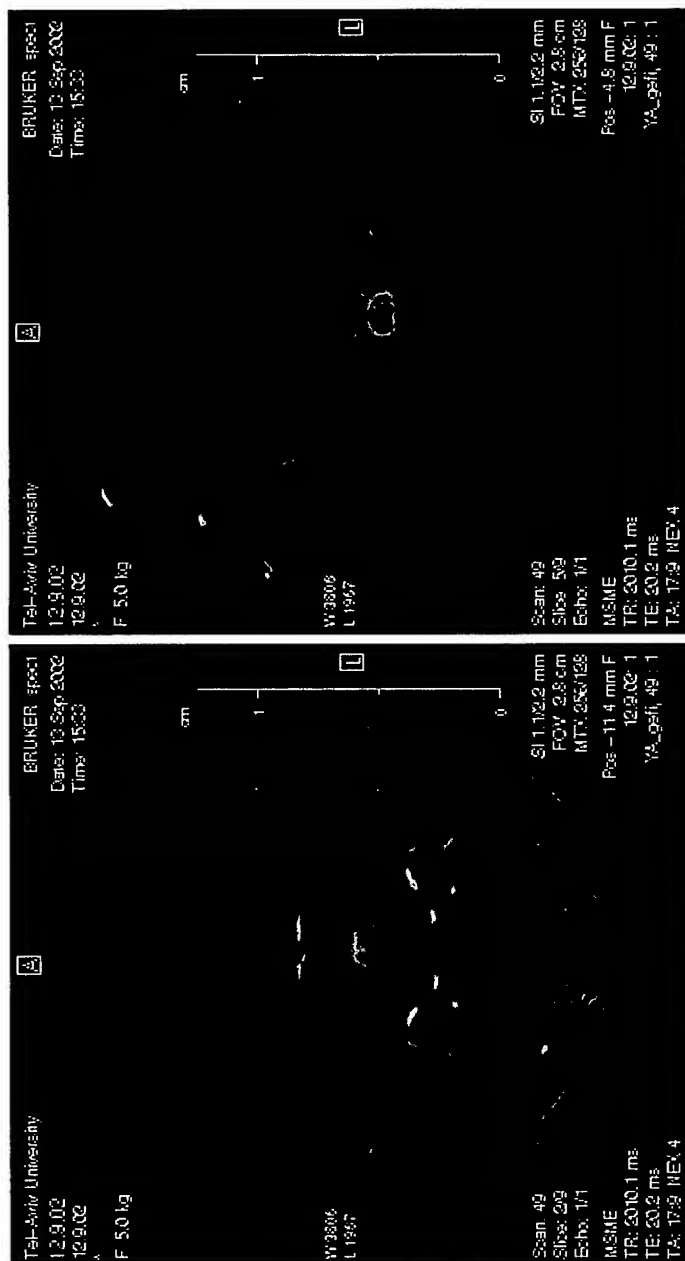 Tel-Aviv University
12.9.02
12.9.02
F 5.0 kg
A
BRUKER spect
Date: 13 Sep 2002
Time: 15:33
cm
1
0
L
W 3806
L 1967
Scan: 49
Slice: 2/9
Echo: 1/1
MSME
TR: 2010.1 ms
TE: 20.2 ms
TA: 17:9 NEX 4
SI 1.1/2.2 mm
FOV 2.8 cm
MTX 256/128
Pos -11.4 mm F
12.9.02: 1
YA_gefi, 49 : 1
Tel-Aviv University
12.9.02
12.9.02
F 5.0 kg
A
BRUKER spect
Date: 13 Sep 2002
Time: 15:33
cm
1
0
L
W 3806
L 1967
Scan: 49
Slice: 5/9
Echo: 1/1
MSME
TR: 2010.1 ms
TE: 20.2 ms
TA: 17:9 NEX 4
SI 1.1/2.2 mm
FOV 2.8 cm
MTX 256/128
Pos -4.8 mm F
12.9.02: 1
YA_gefi, 49 : 1